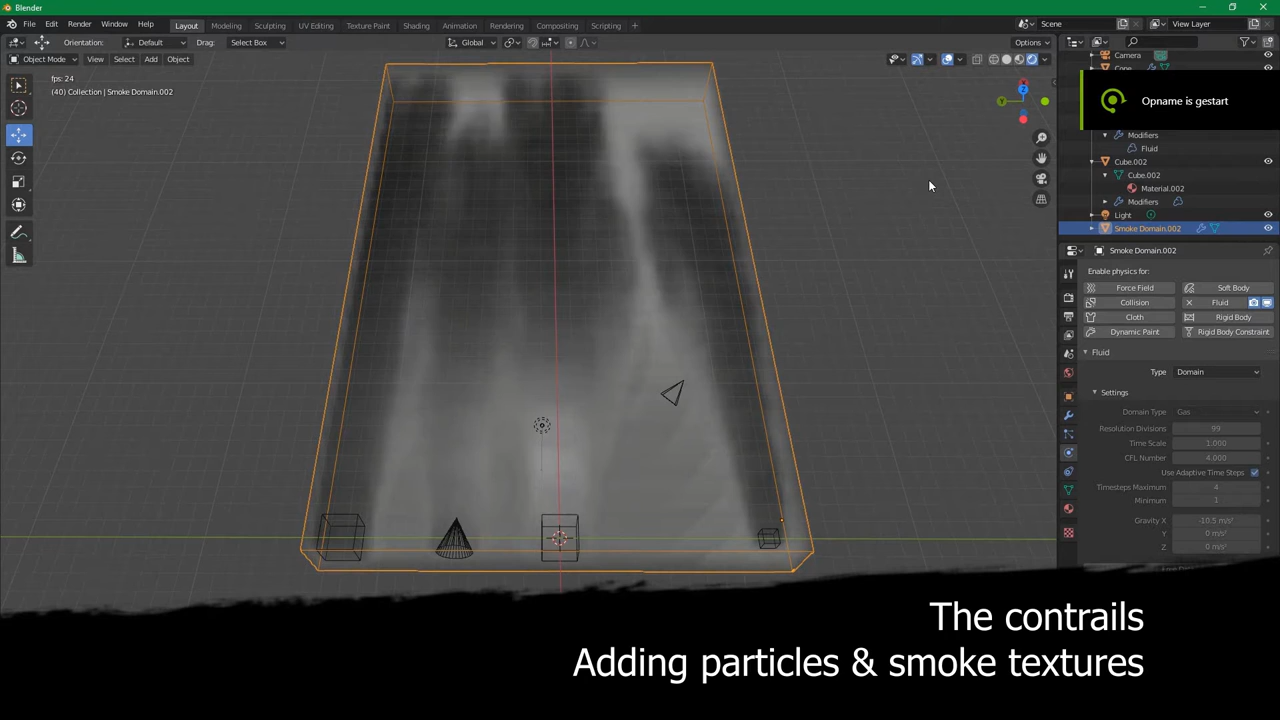 Blender
File Edit Render Window Help
Layout Modeling Sculpting UV Editing Texture Paint Shading Animation Rendering Compositing Scripting +
Scene
View Layer
Orientation: Default Drag: Select Box
Global
Options
Object Mode View Select Add Object
fps: 24
(40) Collection | Smoke Domain.002
Camera
Cone
Opname is gestart
Modifiers
Fluid
Cube.002
Cube.002
Material.002
Modifiers
Light
Smoke Domain.002
Smoke Domain.002
Enable physics for:
Force Field Soft Body
Collision Fluid
Cloth Rigid Body
Dynamic Paint Rigid Body Constraint
Fluid
Type Domain
Settings
Domain Type Gas
Resolution Divisions 99
Time Scale 1.000
CFL Number 4.000
Use Adaptive Time Steps
Timesteps Maximum 4
Minimum 1
Gravity X -10.5 m/s²
Y 0 m/s²
Z 0 m/s²
The contrails
Adding particles & smoke textures